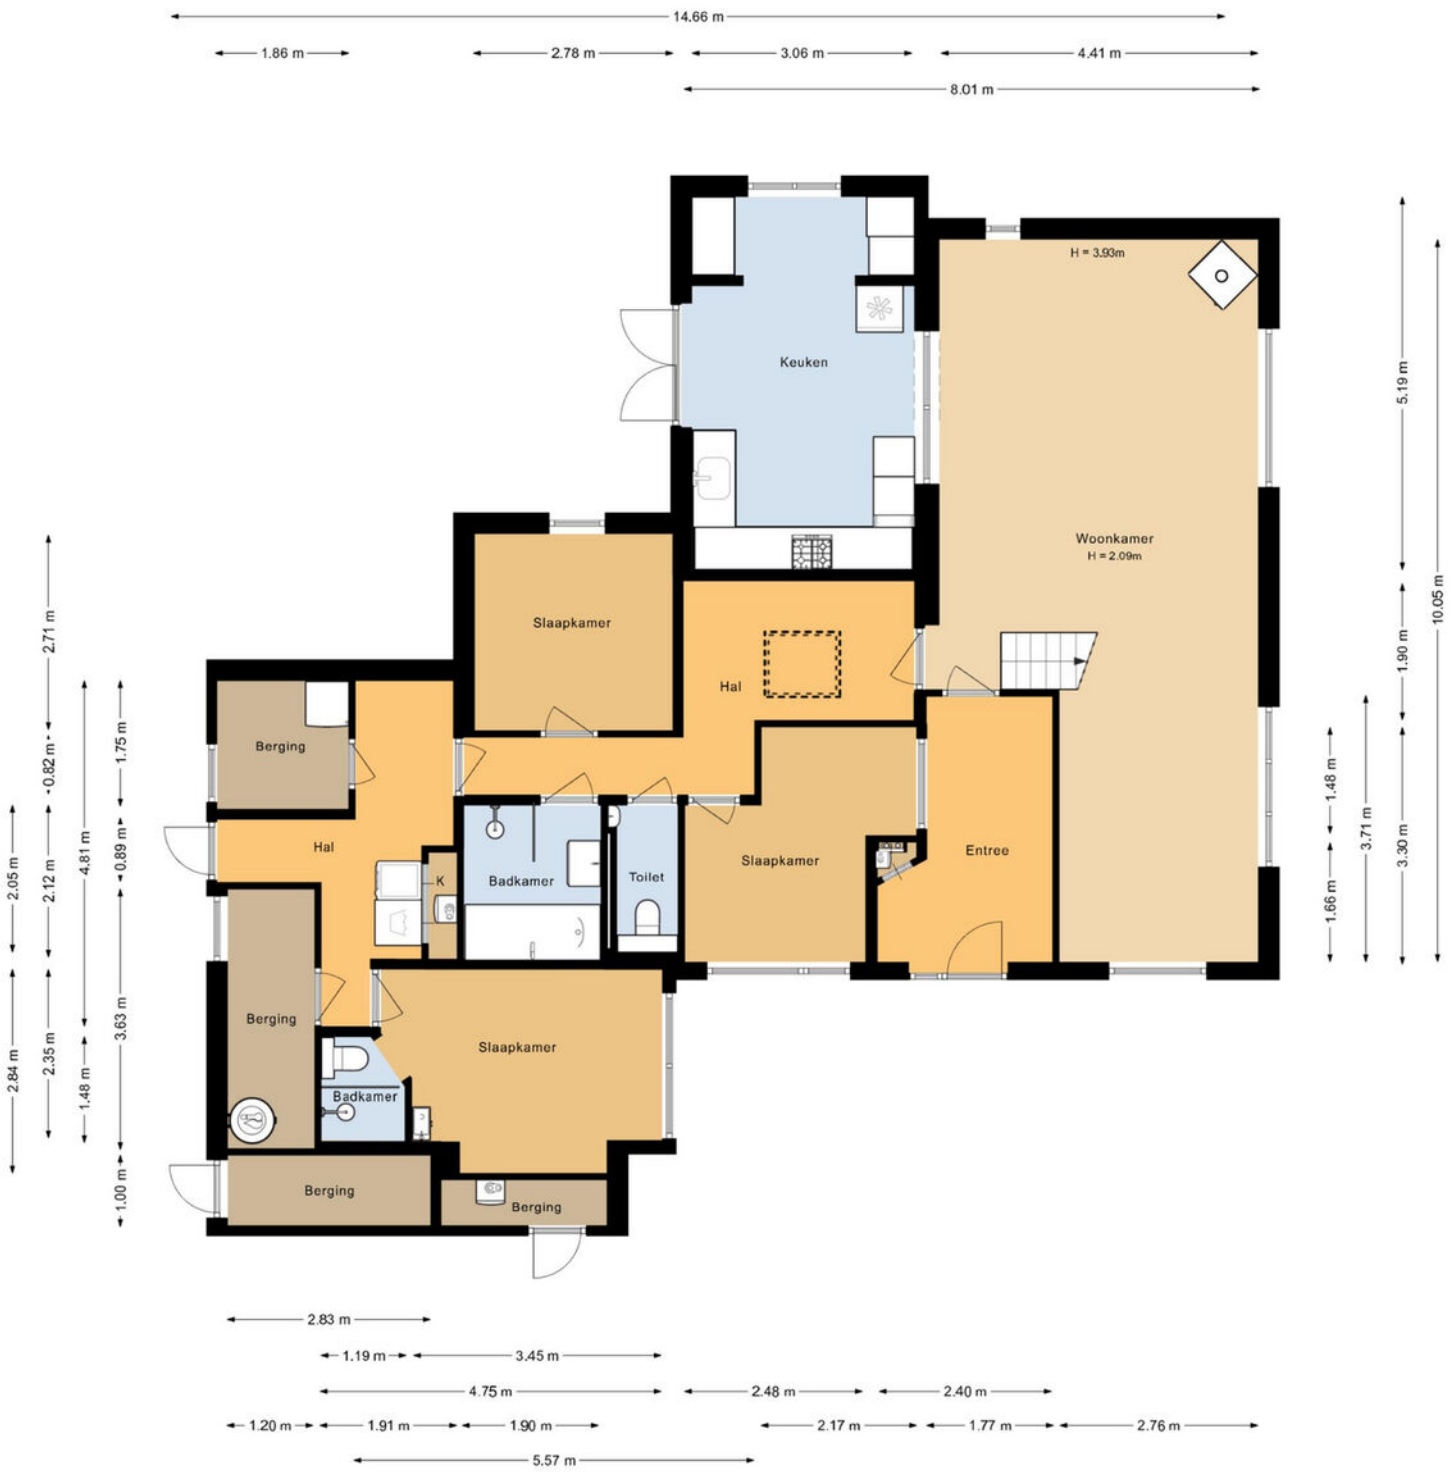 14.66 m
1.86 m
2.78 m
3.06 m
4.41 m
8.01 m
H = 3.93m
Keuken
5.19 m
10.05 m
Woonkamer
H = 2.09m
Slaapkamer
2.71 m
1.90 m
Hal
Berging
1.75 m
0.82 m
1.48 m
3.71 m
3.30 m
Hal
4.81 m
0.89 m
2.05 m
2.12 m
K
Badkamer
Toilet
Slaapkamer
Entree
1.66 m
Berging
3.63 m
2.84 m
2.35 m
1.48 m
Slaapkamer
Badkamer
Berging
Berging
1.00 m
2.83 m
1.19 m
3.45 m
4.75 m
2.48 m
2.40 m
1.20 m
1.91 m
1.90 m
2.17 m
1.77 m
2.76 m
5.57 m